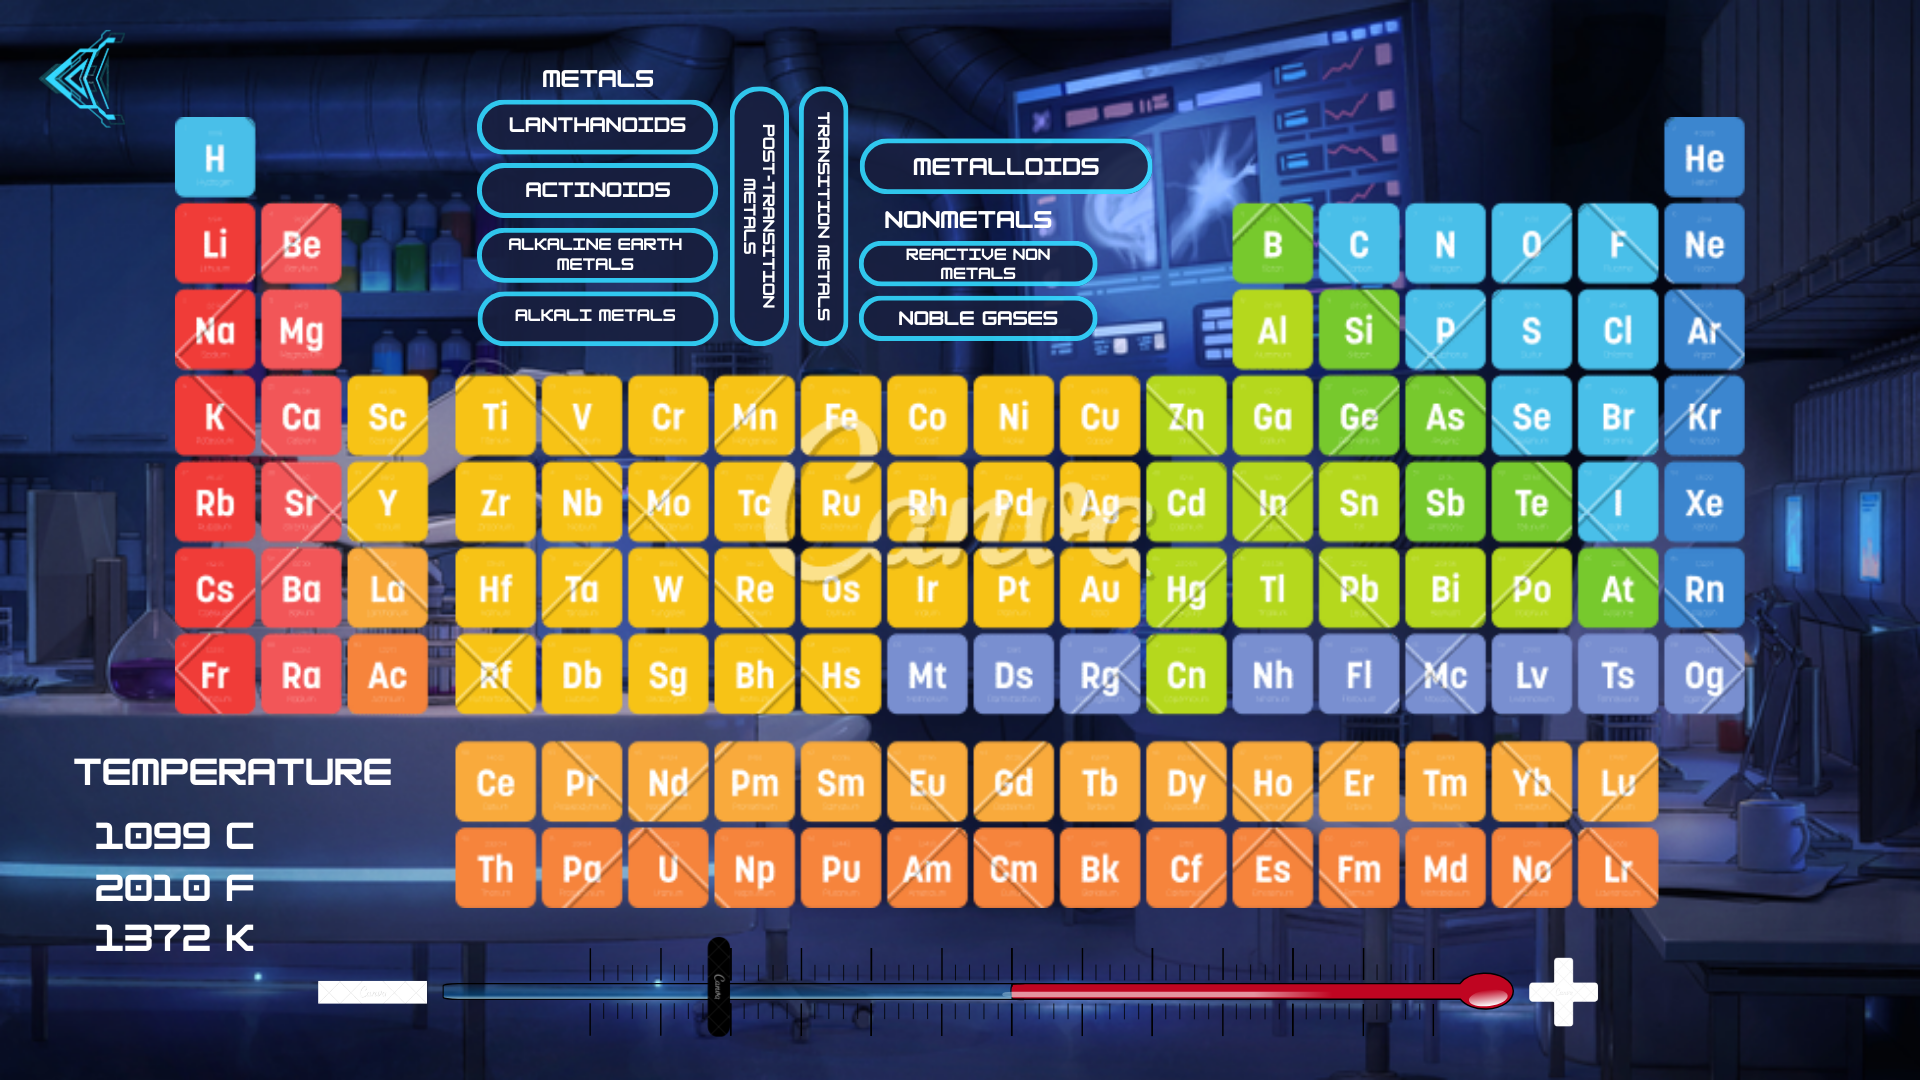 METALS
LANTHANOIDS
ACTINOIDS
ALKALINE EARTH
METALS
ALKALI METALS
POST-TRANSITION
METALS
TRANSITION METALS
METALLOIDS
NONMETALS
REACTIVE NON
METALS
NOBLE GASES
H He
Li Be B C N O F Ne
Na Mg Al Si P S Cl Ar
K Ca Sc Ti V Cr Mn Fe Co Ni Cu Zn Ga Ge As Se Br Kr
Rb Sr Y Zr Nb Mo Tc Ru Rh Pd Ag Cd In Sn Sb Te I Xe
Cs Ba La Hf Ta W Re Os Ir Pt Au Hg Tl Pb Bi Po At Rn
Fr Ra Ac Rf Db Sg Bh Hs Mt Ds Rg Cn Nh Fl Mc Lv Ts Og
Canva
Ce Pr Nd Pm Sm Eu Gd Tb Dy Ho Er Tm Yb Lu
Th Pa U Np Pu Am Cm Bk Cf Es Fm Md No Lr
TEMPERATURE
1099 C
2010 F
1372 K
Canva